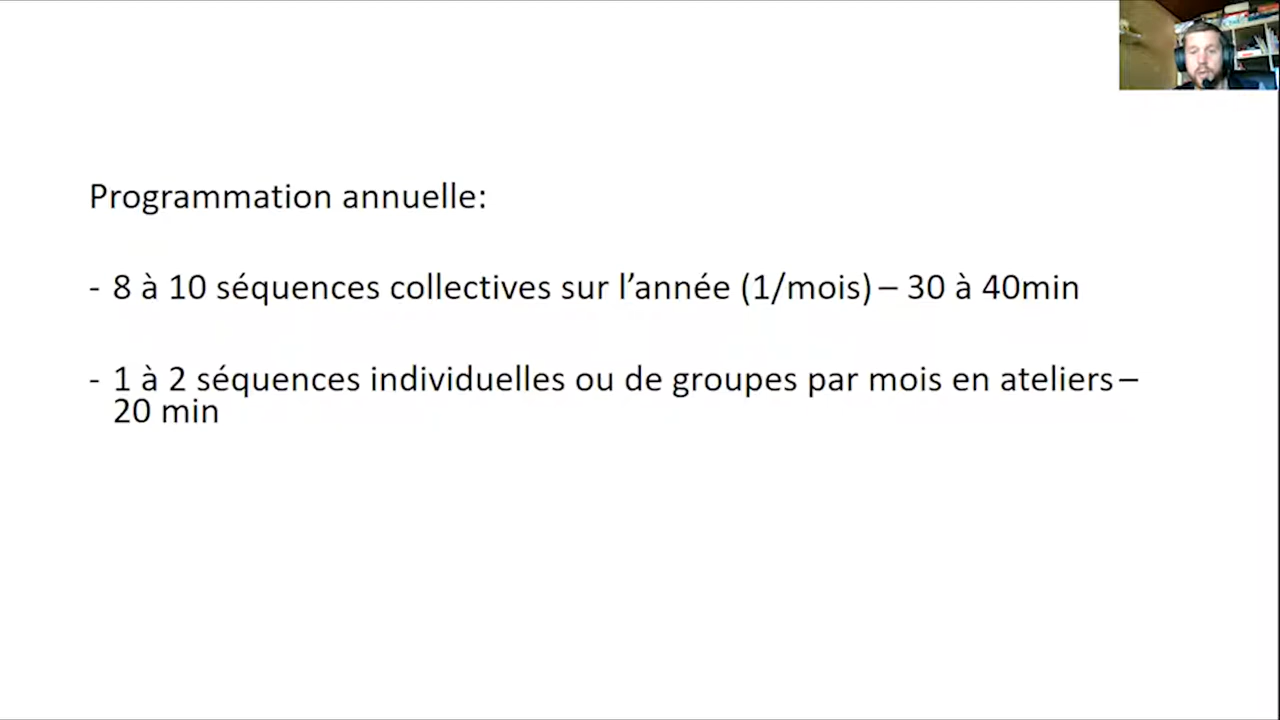 Programmation annuelle:
- 8 à 10 séquences collectives sur l’année (1/mois) – 30 à 40min
- 1 à 2 séquences individuelles ou de groupes par mois en ateliers –
20 min